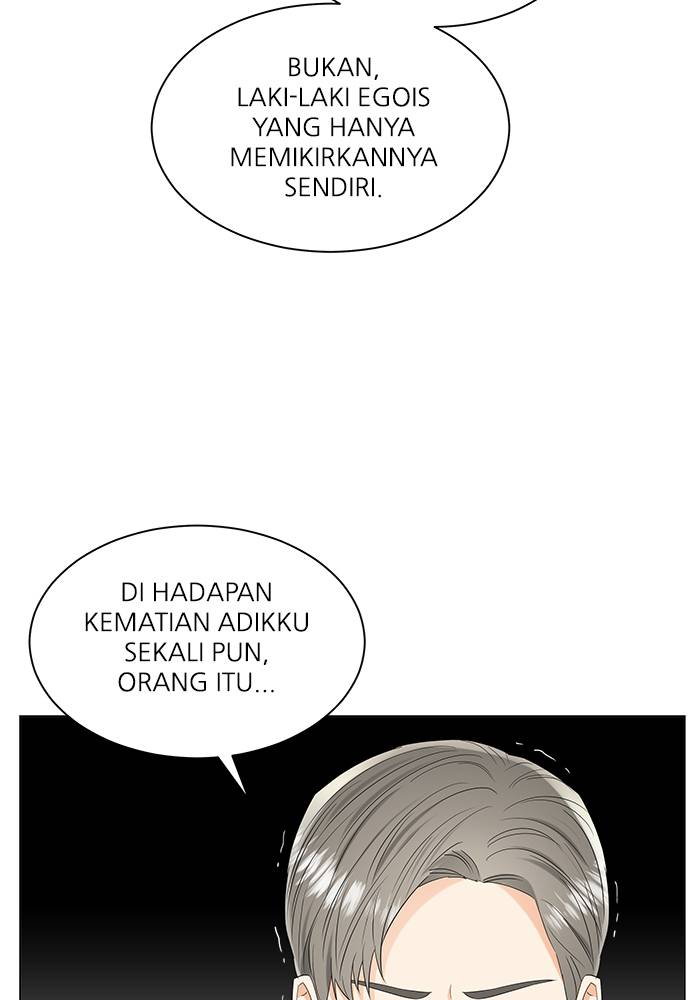 BUKAN,
LAKI-LAKI EGOIS
YANG HANYA
MEMIKIRKANNYA
SENDIRI.
DI HADAPAN
KEMATIAN ADIKKU
SEKALI PUN,
ORANG ITU...